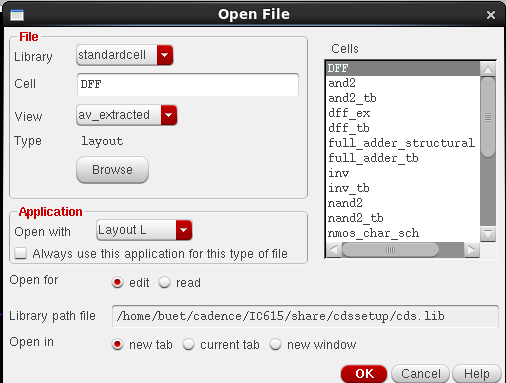 Open File
File
Library standardcell
Cell DFF
View av_extracted
Type layout
Browse
Application
Open with Layout L
Always use this application for this type of file
Cells
DFF
and2
and2_tb
dff_ex
dff_tb
full_adder_structural
full_adder_tb
inv
inv_tb
nand2
nand2_tb
nmos_char_sch
Open for edit read
Library path file /home/buet/cadence/IC615/share/cdssetup/cds.lib
Open in new tab current tab new window
OK Cancel Help